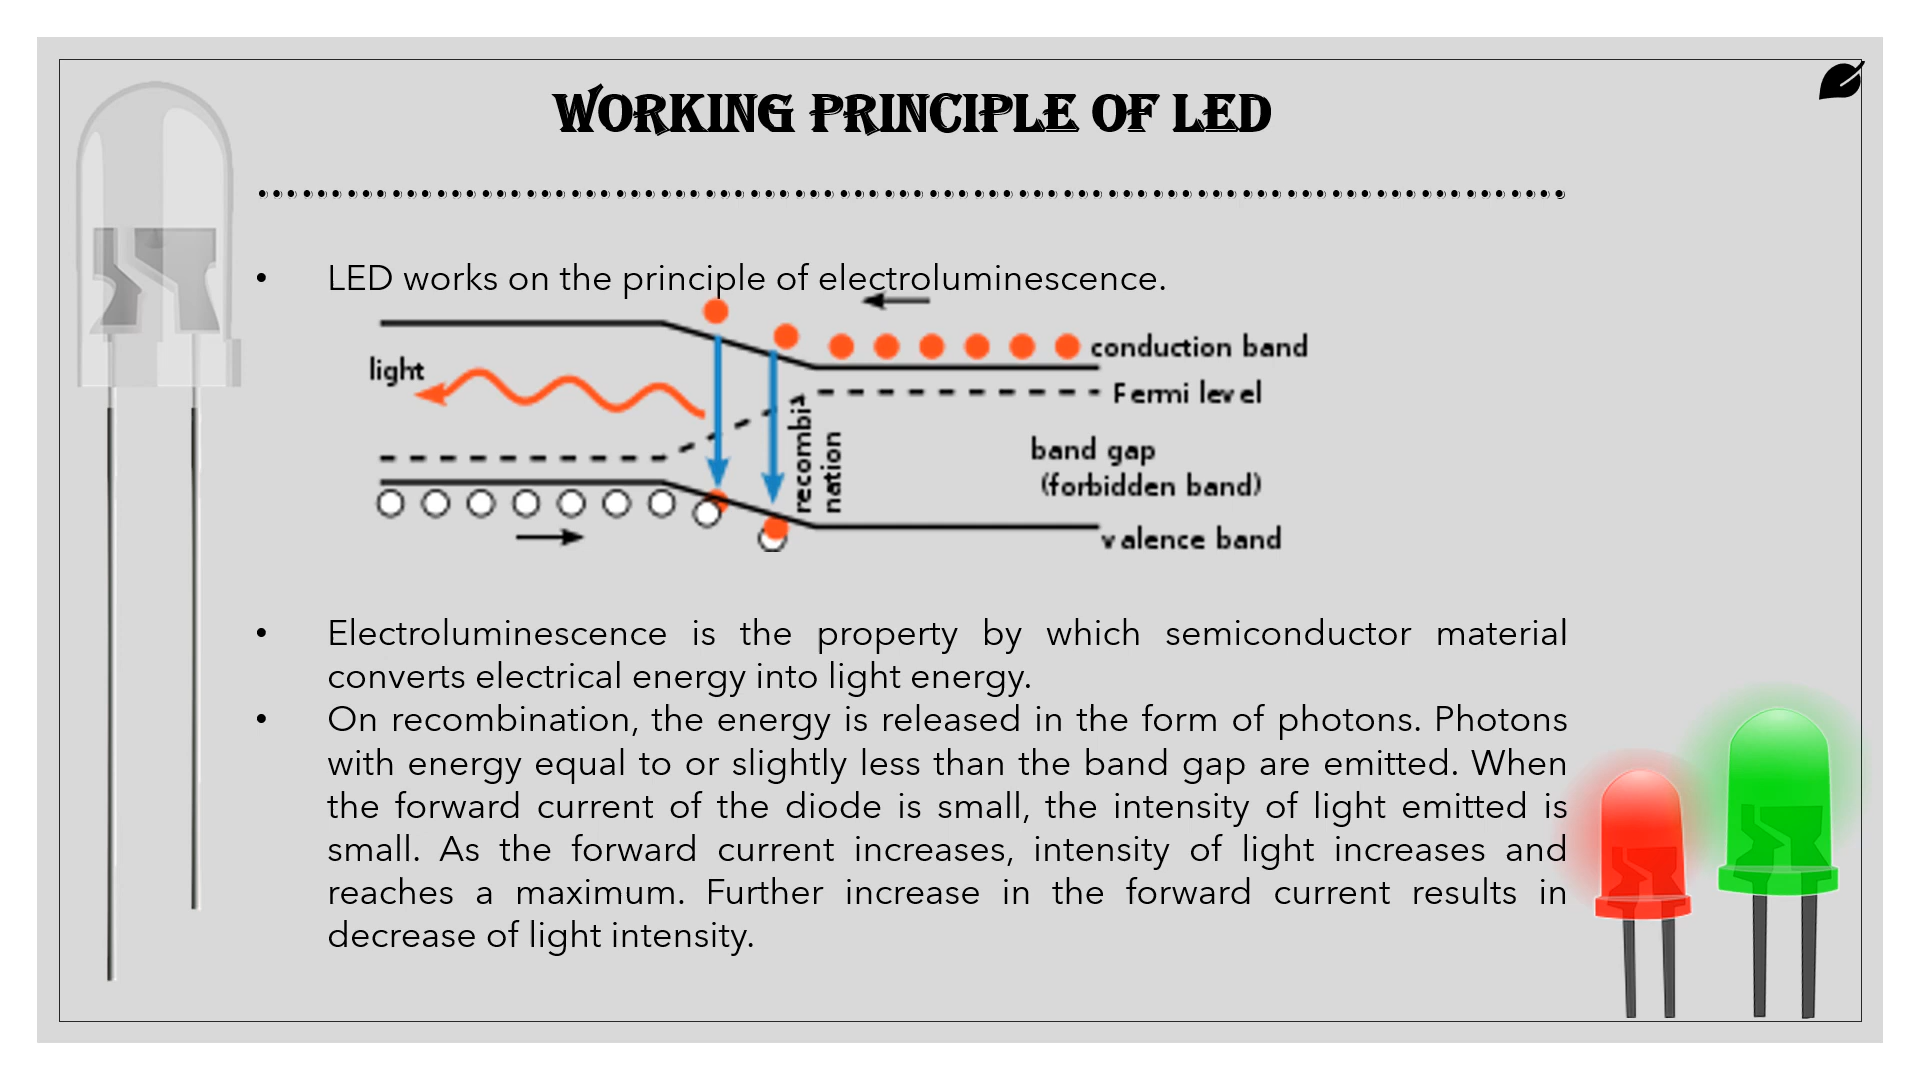 WORKING PRINCIPLE OF LED
• LED works on the principle of electroluminescence.
conduction band
light
Fermi level
recombi
nation
band gap
(forbidden band)
valence band
• Electroluminescence is the property by which semiconductor material
converts electrical energy into light energy.
• On recombination, the energy is released in the form of photons. Photons
with energy equal to or slightly less than the band gap are emitted. When
the forward current of the diode is small, the intensity of light emitted is
small. As the forward current increases, intensity of light increases and
reaches a maximum. Further increase in the forward current results in
decrease of light intensity.